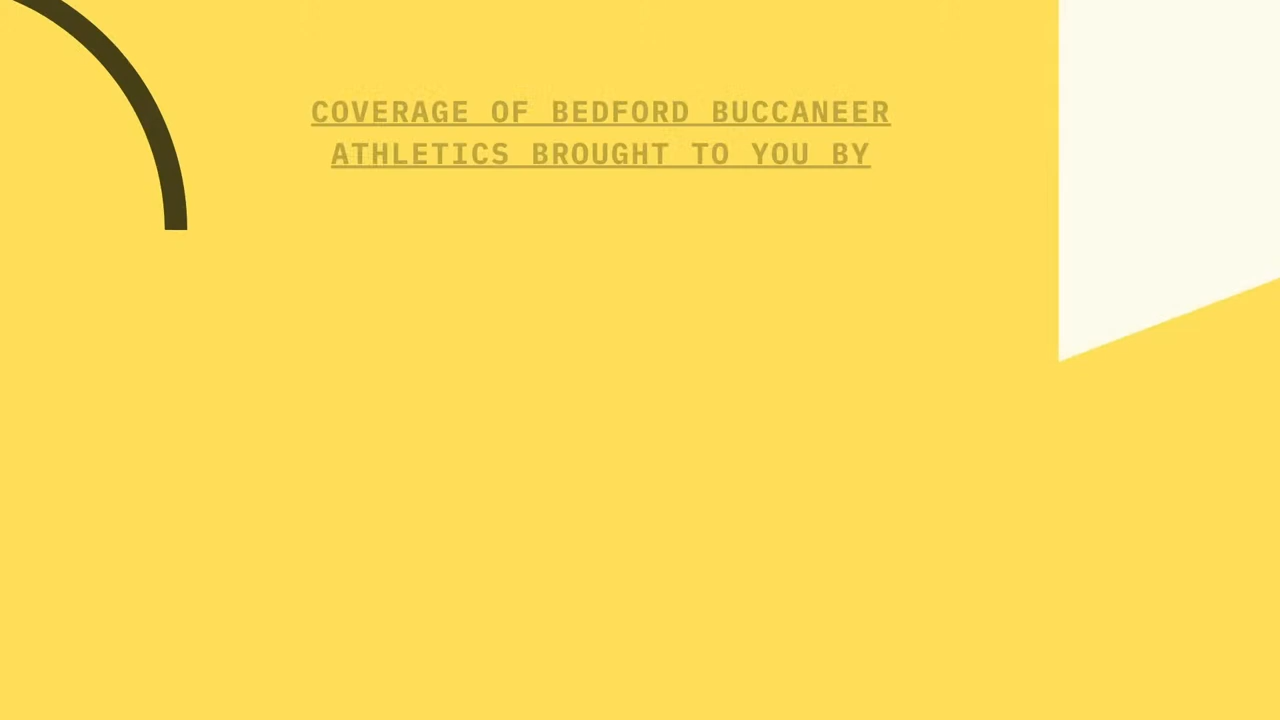 COVERAGE OF BEDFORD BUCCANEER
ATHLETICS BROUGHT TO YOU BY